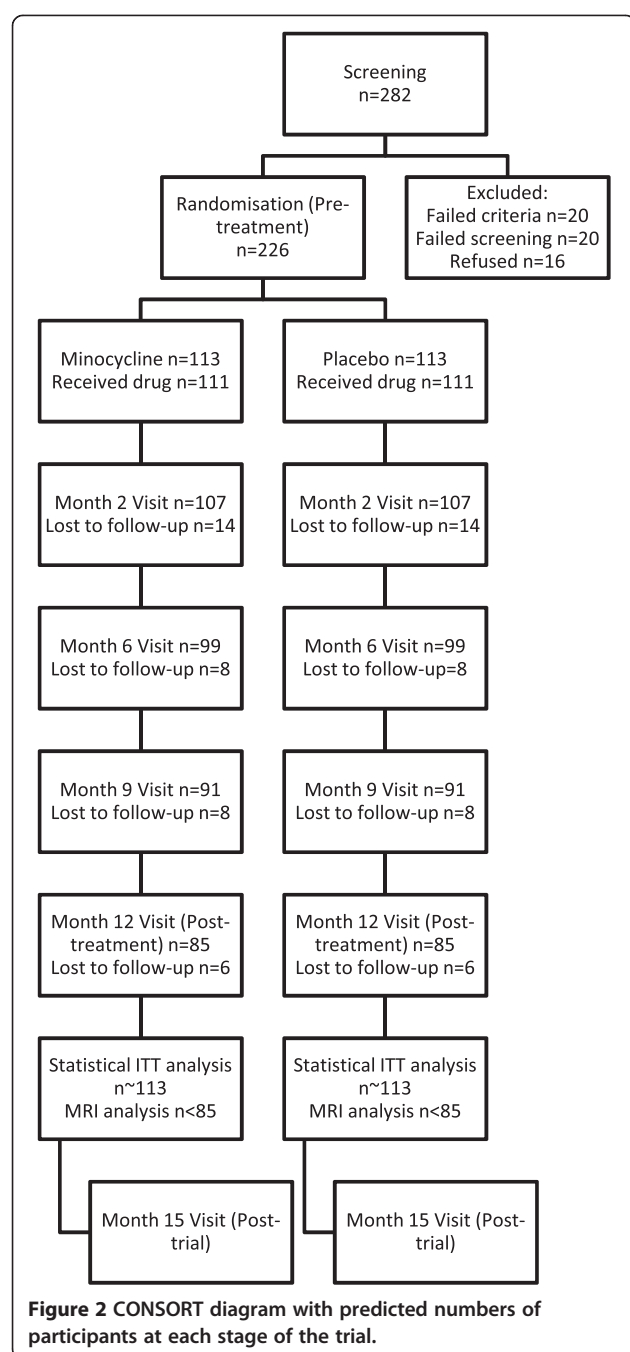 Screening
n=282
Randomisation (Pre-
treatment)
n=226
Excluded:
Failed criteria n=20
Failed screening n=20
Refused n=16
Minocycline n=113
Received drug n=111
Placebo n=113
Received drug n=111
Month 2 Visit n=107
Lost to follow-up n=14
Month 2 Visit n=107
Lost to follow-up n=14
Month 6 Visit n=99
Lost to follow-up n=8
Month 6 Visit n=99
Lost to follow-up=8
Month 9 Visit n=91
Lost to follow-up n=8
Month 9 Visit n=91
Lost to follow-up n=8
Month 12 Visit (Post-
treatment) n=85
Lost to follow-up n=6
Month 12 Visit (Post-
treatment) n=85
Lost to follow-up n=6
Statistical ITT analysis
n~113
MRI analysis n<85
Statistical ITT analysis
n~113
MRI analysis n<85
Month 15 Visit (Post-
trial)
Month 15 Visit (Post-
trial)
Figure 2 CONSORT diagram with predicted numbers of
participants at each stage of the trial.